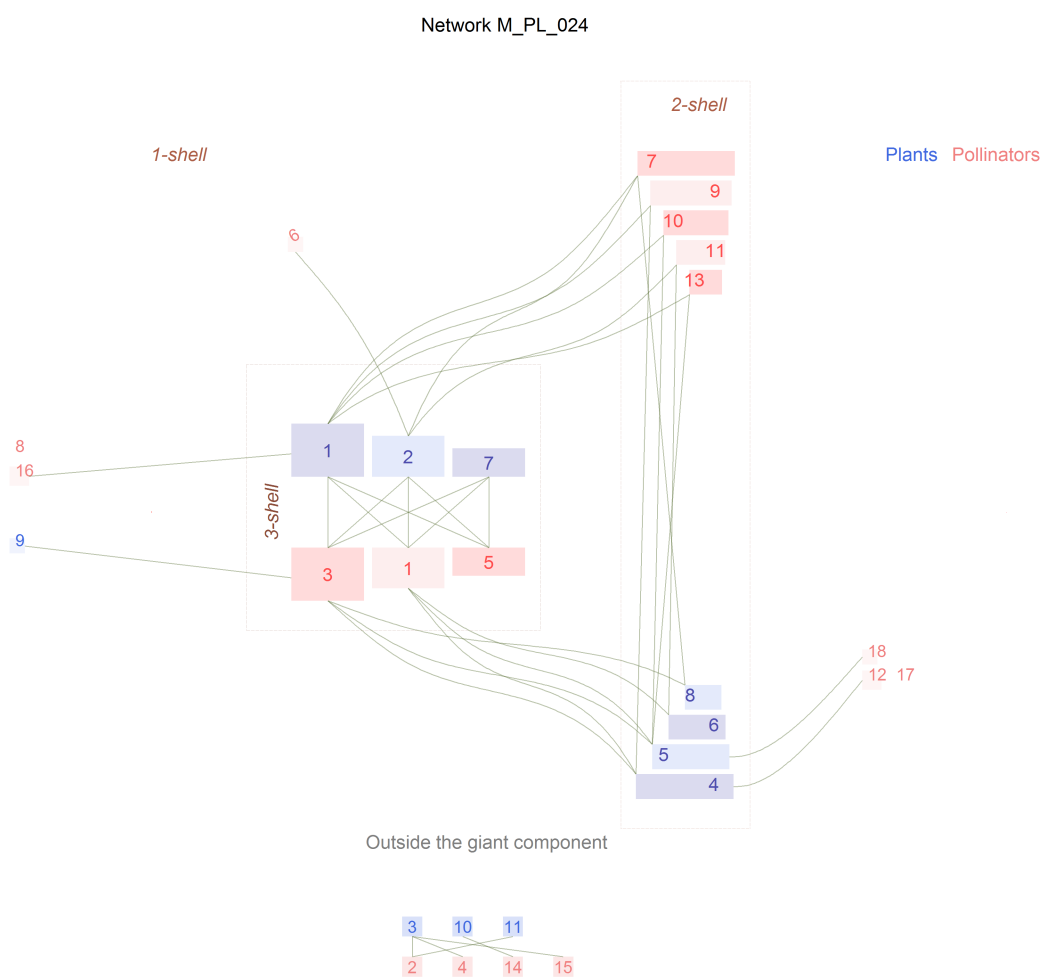 Network M_PL_024
2-shell
1-shell
Plants Pollinators
7
9
10
11
13
6
8
16
9
3-shell
1 2 7
3 1 5
18
12 17
8
6
5
4
Outside the giant component
3 10 11
2 4 14 15